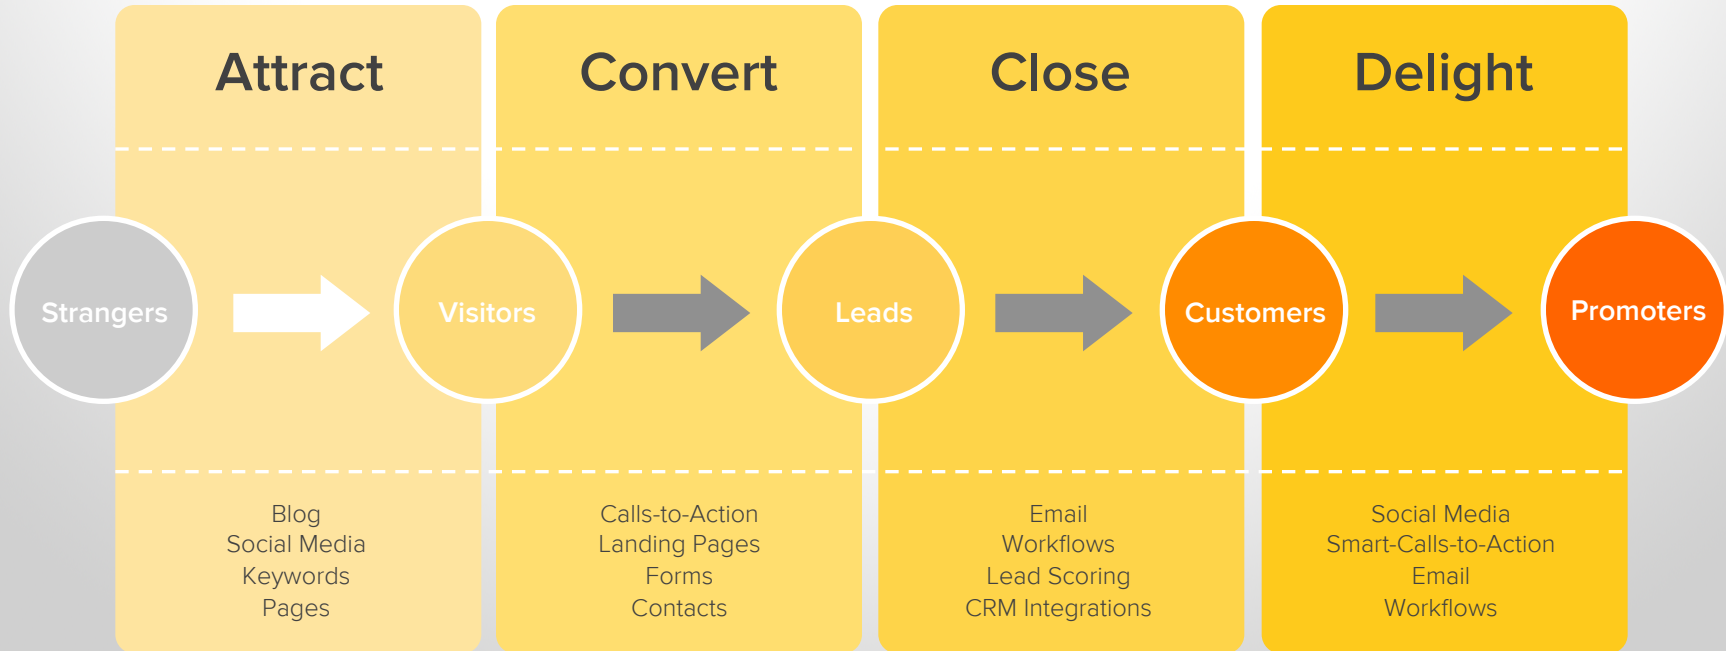 Attract
Convert
Close
Delight
Strangers
Visitors
Leads
Customers
Promoters
Blog
Social Media
Keywords
Pages
Calls-to-Action
Landing Pages
Forms
Contacts
Email
Workflows
Lead Scoring
CRM Integrations
Social Media
Smart-Calls-to-Action
Email
Workflows